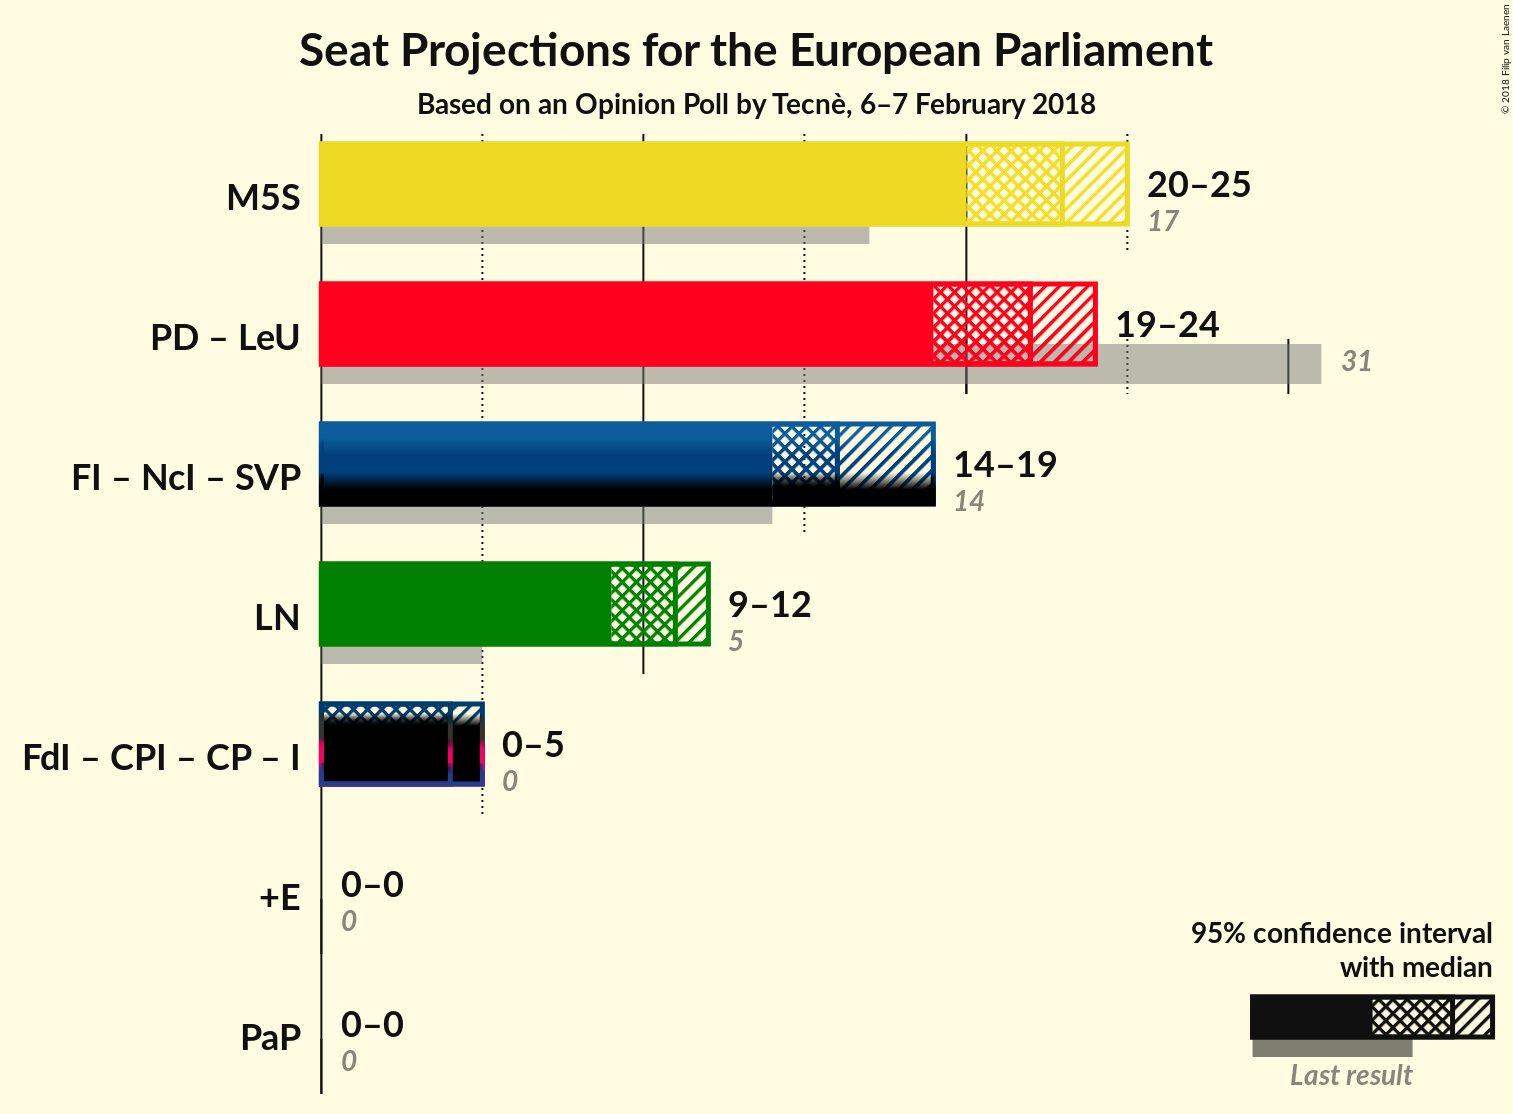 Seat Projections for the European Parliament
Based on an Opinion Poll by Tecnè, 6–7 February 2018
© 2018 Filip van Laenen
M5S
20–25
17
PD – LeU
19–24
31
FI – NcI – SVP
14–19
14
LN
9–12
5
FdI – CPI – CP – I
0–5
0
+E
0–0
0
PaP
0–0
0
95% confidence interval
with median
Last result